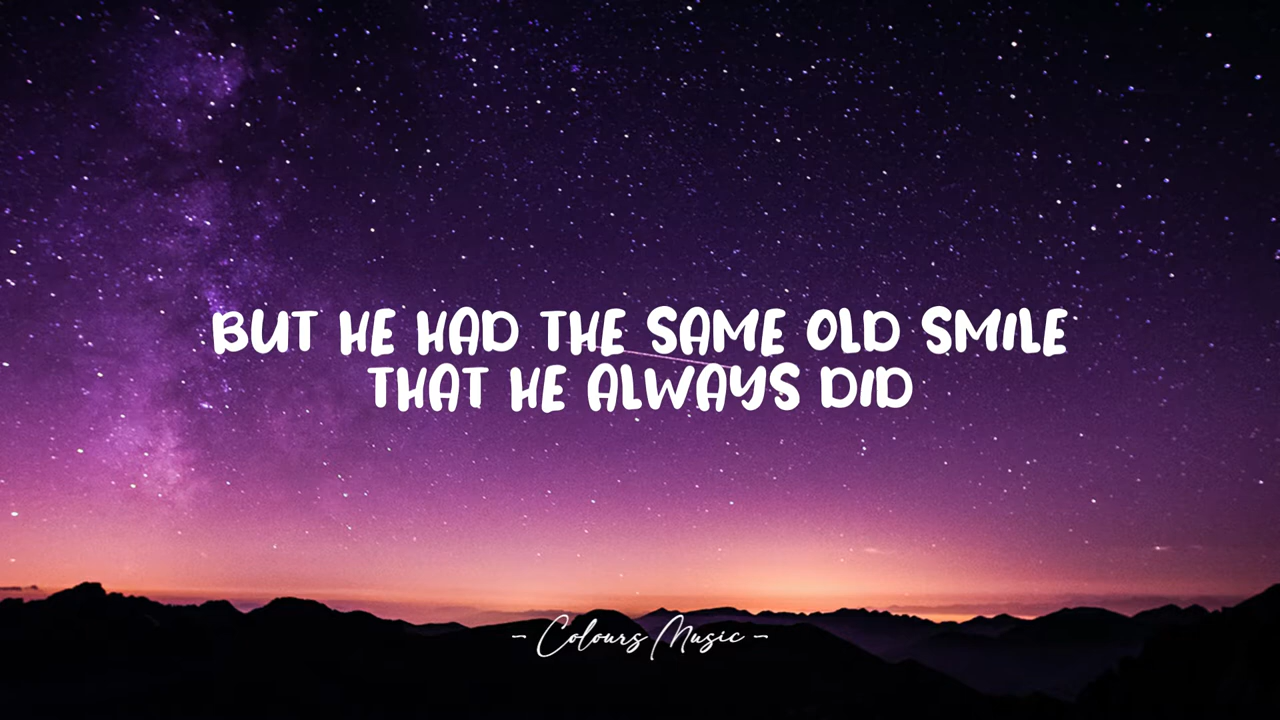 BUT HE HAD THE SAME OLD SMILE
THAT HE ALWAYS DID
- Colours Music -